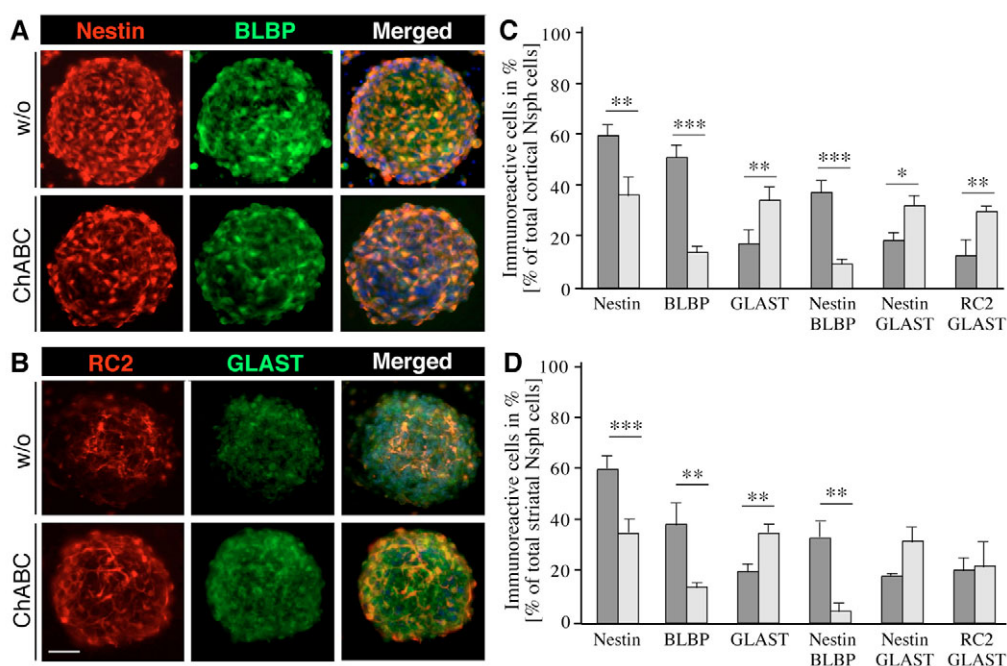 A Nestin BLBP Merged
w/o
ChABC
B RC2 GLAST Merged
w/o
ChABC
C
Immunoreactive cells in %
[% of total cortical Nsph cells]
100
80
60
40
20
0
** *** ** *** * **
Nestin BLBP GLAST Nestin Nestin RC2
BLBP GLAST GLAST
D
Immunoreactive cells in %
[% of total striatal Nsph cells]
100
80
60
40
20
0
*** ** ** **
Nestin BLBP GLAST Nestin Nestin RC2
BLBP GLAST GLAST